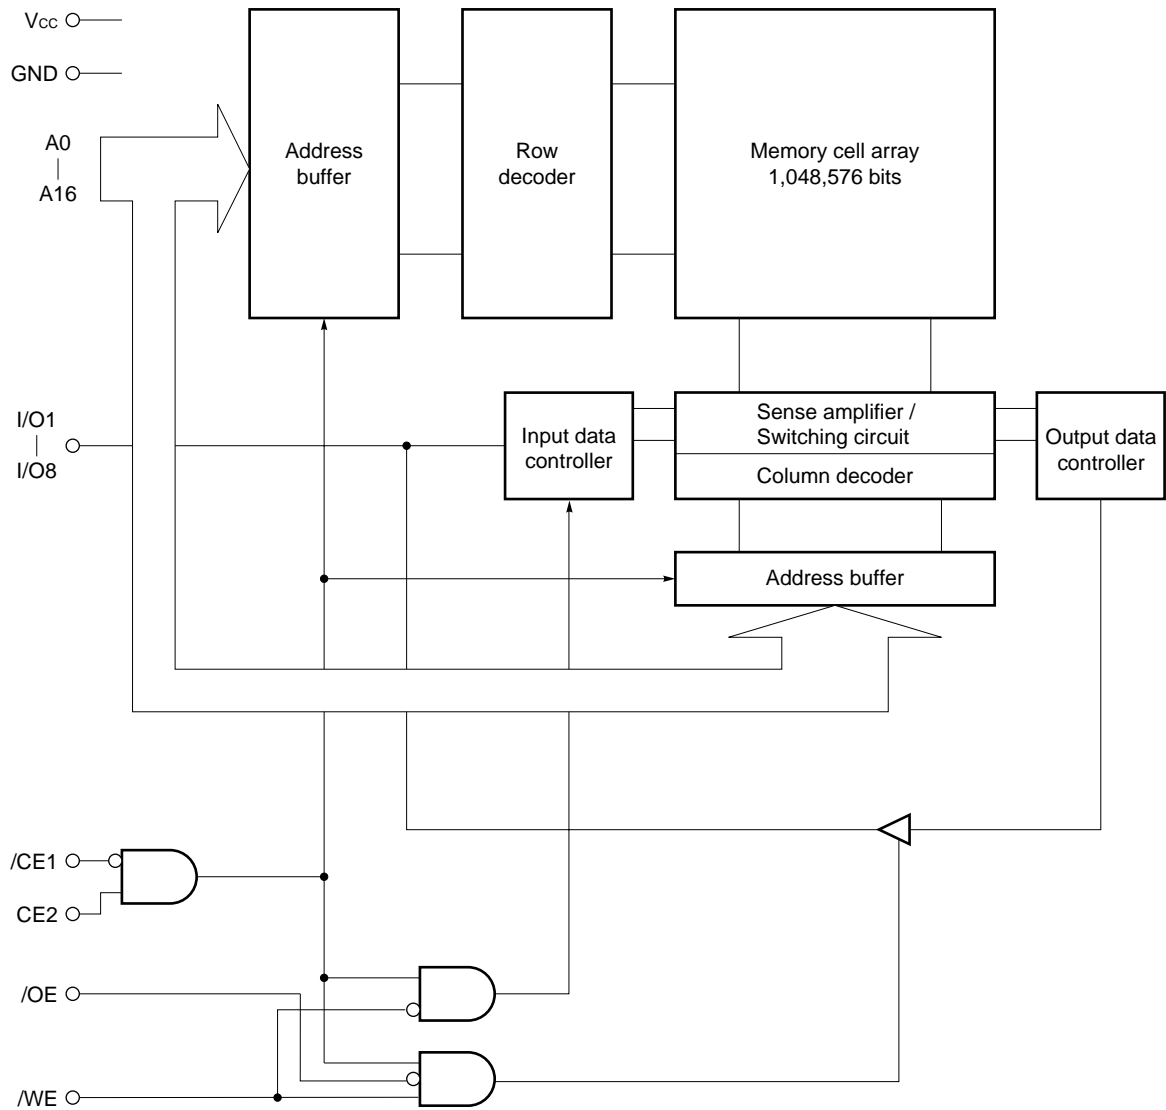 Vcc
GND
A0
|
A16
Address
buffer
Row
decoder
Memory cell array
1,048,576 bits
I/O1
|
I/O8
Input data
controller
Sense amplifier /
Switching circuit
Column decoder
Output data
controller
Address buffer
/CE1
CE2
/OE
/WE